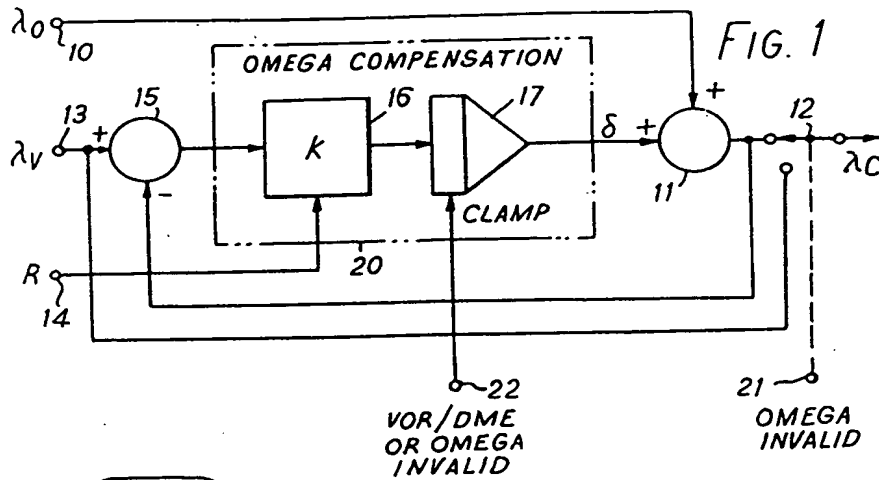 λO
10
FIG. 1
OMEGA COMPENSATION
13
15
16
17
12
λV
+
-
K
δ
+
+
11
λC
CLAMP
R
14
20
22
21
VOR/DME
OR OMEGA
INVALID
OMEGA
INVALID